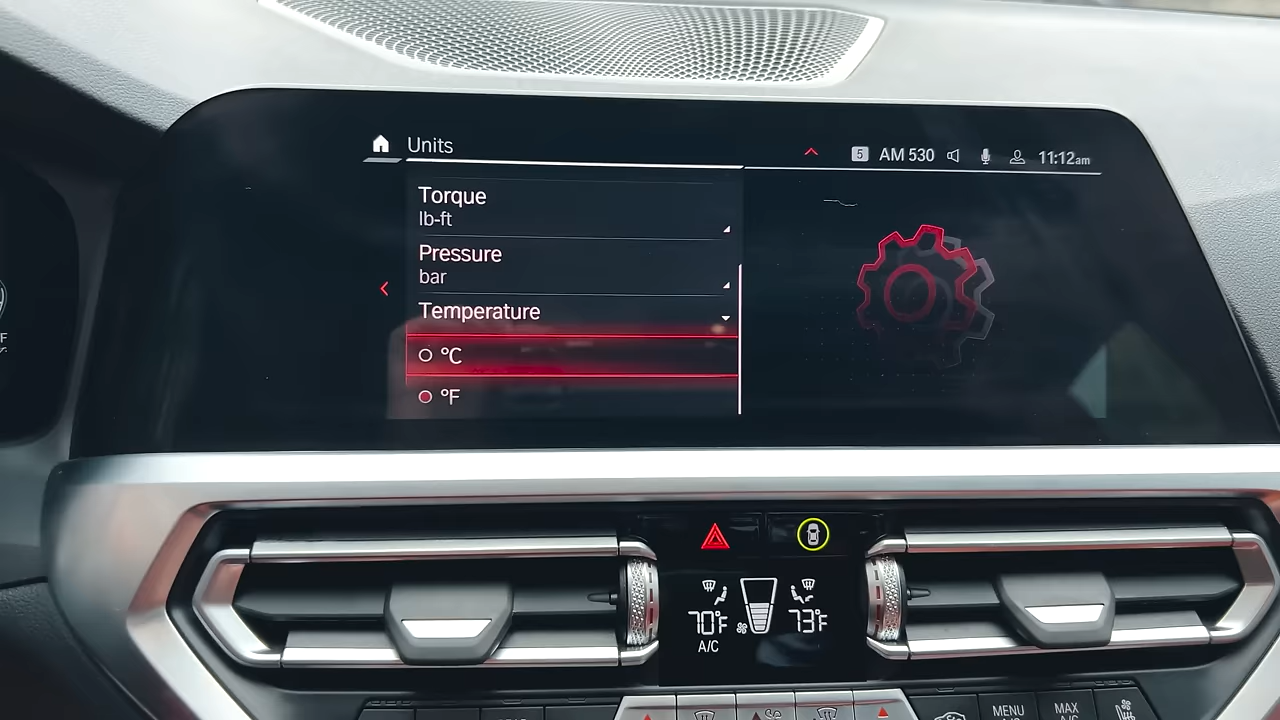 Units
5 AM 530 11:12am
Torque
lb-ft
Pressure
bar
Temperature
°C
°F
70°F 73°F
A/C
MENU
MAX
A/C